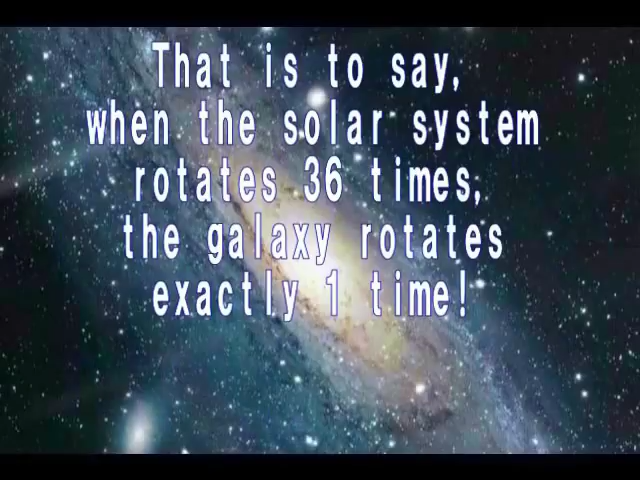 That is to say,
when the solar system
rotates 36 times,
the galaxy rotates
exactly 1 time!